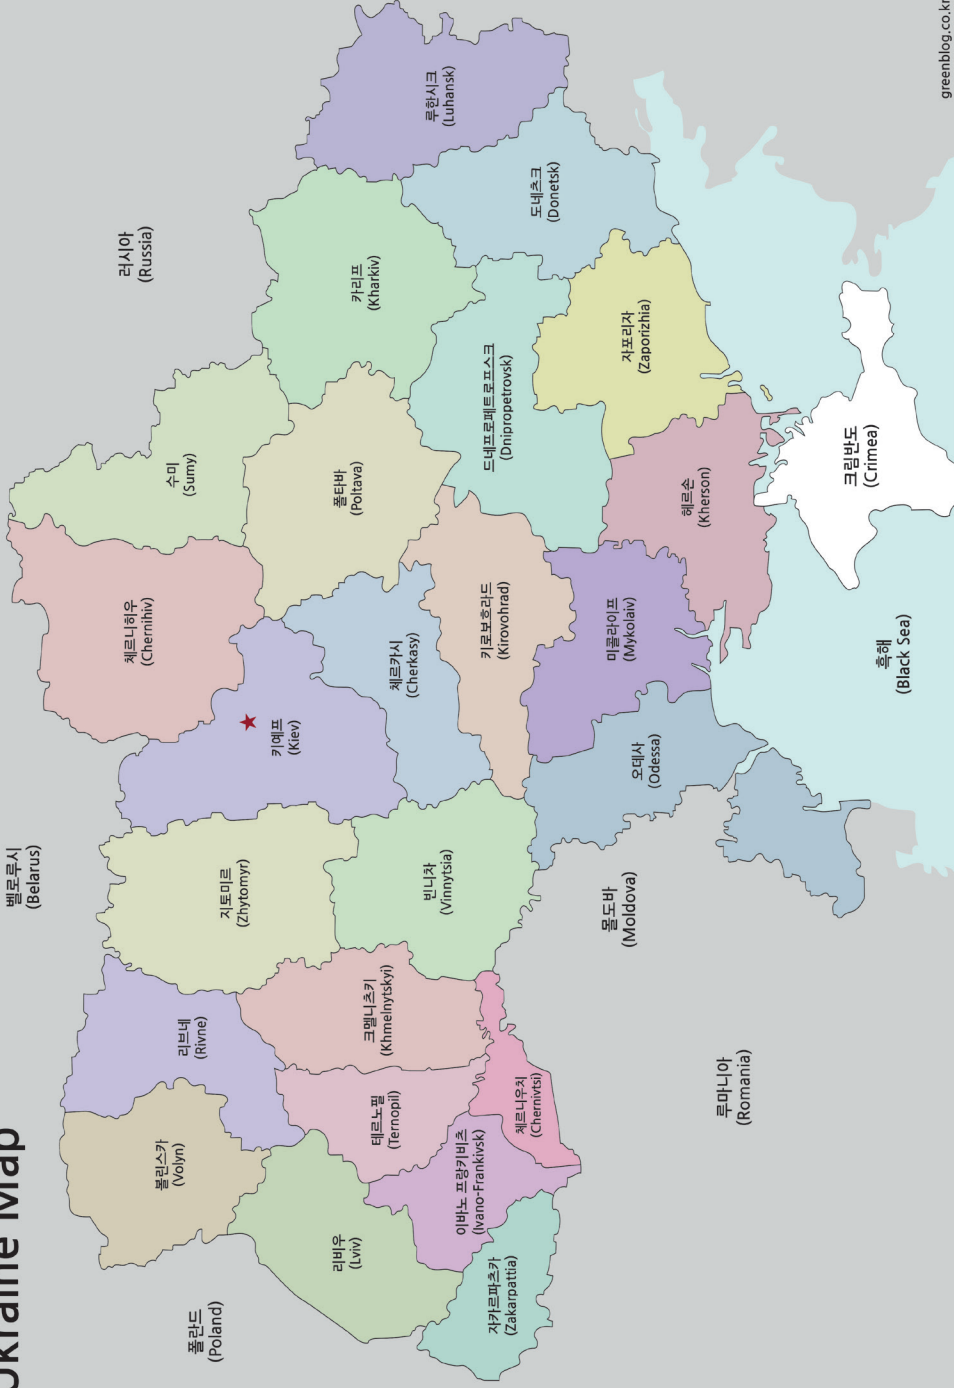 Ukraine Map
벨로루시
(Belarus)
러시아
(Russia)
폴란드
(Poland)
볼린스카
(Volyn)
리브네
(Rivne)
지토미르
(Zhytomyr)
키예프
(Kiev)
체르니히우
(Chernihiv)
수미
(Sumy)
리비우
(Lviv)
테르노필
(Ternopil)
크멜니츠키
(Khmelnytskyi)
빈니차
(Vinnytsia)
체르카시
(Cherkasy)
폴타바
(Poltava)
카리프
(Kharkiv)
루한시크
(Luhansk)
자카르파츠카
(Zakarpattia)
이바노 프랑키비츠
(Ivano-Frankivsk)
체르니우치
(Chernivtsi)
키로보흐라드
(Kirovohrad)
드네프로페트로프스크
(Dnipropetrovsk)
도네츠크
(Donetsk)
몰도바
(Moldova)
오데사
(Odessa)
미콜라이프
(Mykolaiv)
헤르손
(Kherson)
자포리자
(Zaporizhia)
루마니아
(Romania)
흑해
(Black Sea)
크림반도
(Crimea)
greenblog.co.kr